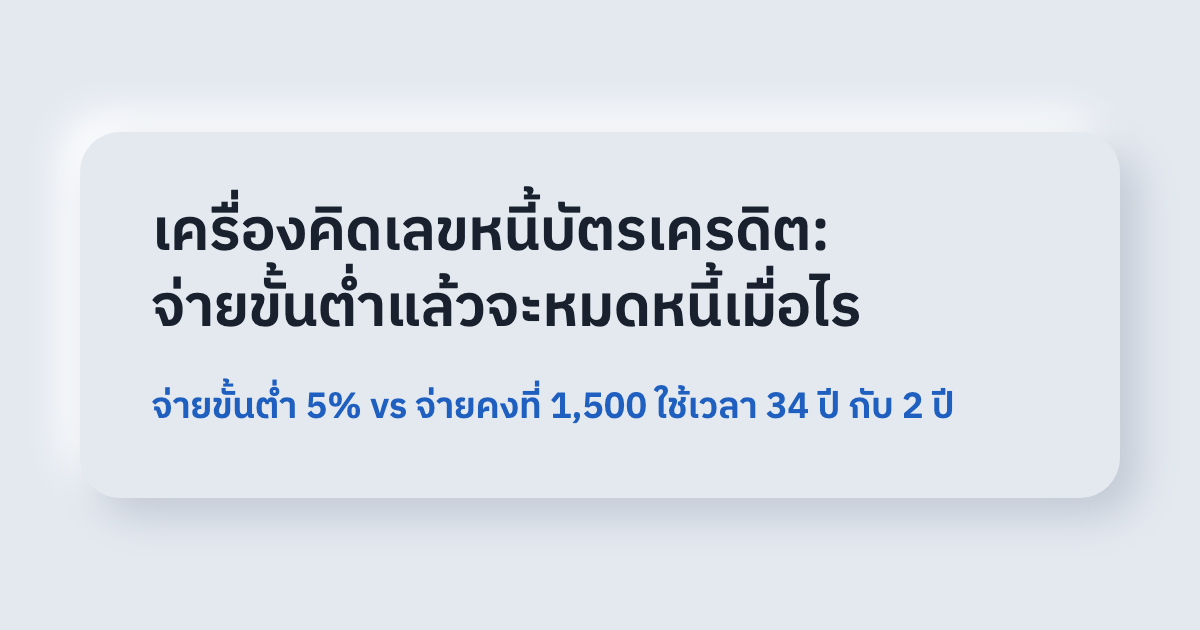 เครื่องคิดเลขหนี้บัตรเครดิต:
จ่ายขั้นต่ำแล้วจะหมดหนี้เมื่อไร
จ่ายขั้นต่ำ 5% vs จ่ายคงที่ 1,500 ใช้เวลา 34 ปี กับ 2 ปี